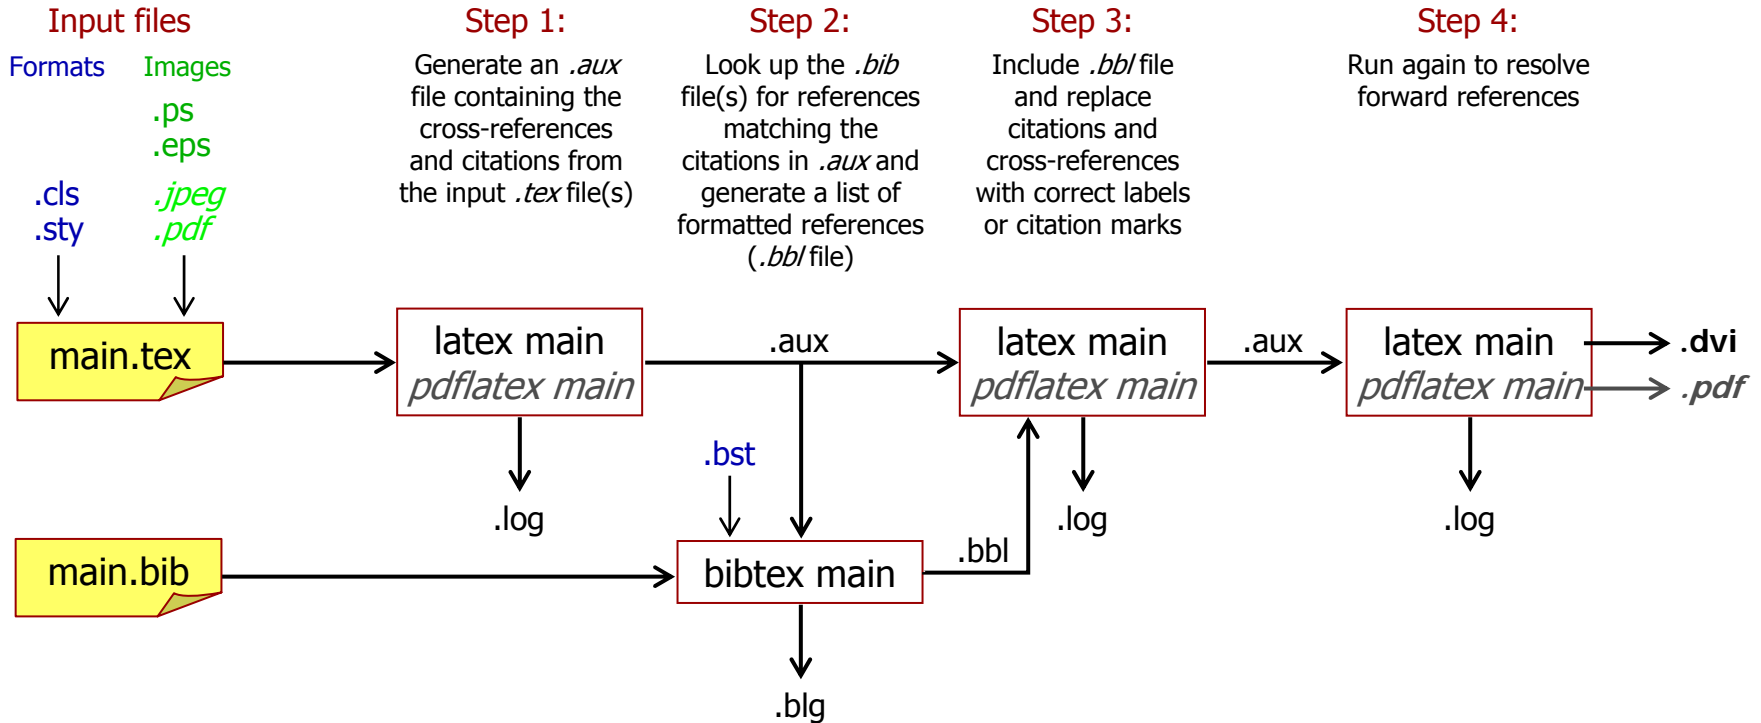 Input files
Formats
Images
.ps
.eps
.cls
.sty
.jpeg
.pdf
Step 1:
Generate an .aux
file containing the
cross-references
and citations from
the input .tex file(s)
Step 2:
Look up the .bib
file(s) for references
matching the
citations in .aux and
generate a list of
formatted references
(.bbl file)
Step 3:
Include .bbl file
and replace
citations and
cross-references
with correct labels
or citation marks
Step 4:
Run again to resolve
forward references
main.tex
latex main
pdflatex main
.aux
latex main
pdflatex main
.aux
latex main
pdflatex main
.dvi
.pdf
.log
.bst
.log
.log
main.bib
bibtex main
.bbl
.blg